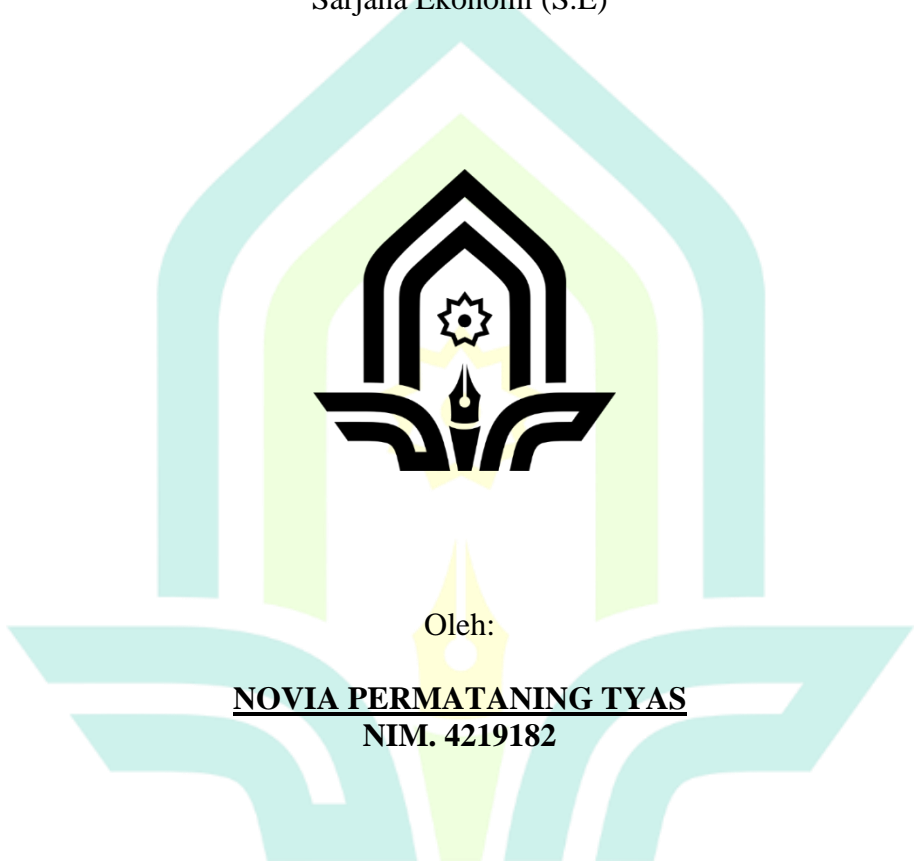 Sarjana Ekonomi (S.E)
Oleh:
NOVIA PERMATANING TYAS
NIM. 4219182